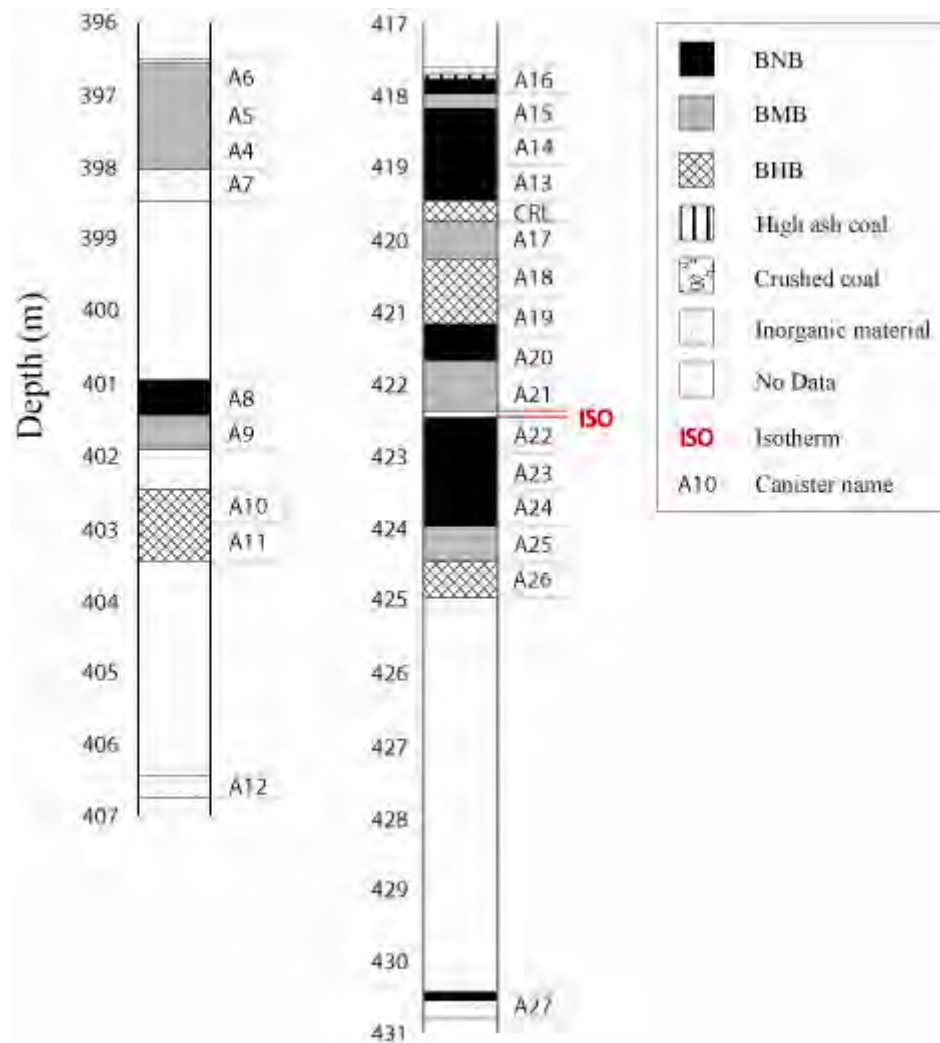 Depth (m)
396
397
398
399
400
401
402
403
404
405
406
407
A6
A5
A4
A7
A8
A9
A10
A11
A12
417
418
419
420
421
422
423
424
425
426
427
428
429
430
431
A16
A15
A14
A13
CRL
A17
A18
A19
A20
A21
ISO
A22
A23
A24
A25
A26
A27
BNB
BMB
BHB
High ash coal
Crushed coal
Inorganic material
No Data
ISO Isotherm
A10 Canister name